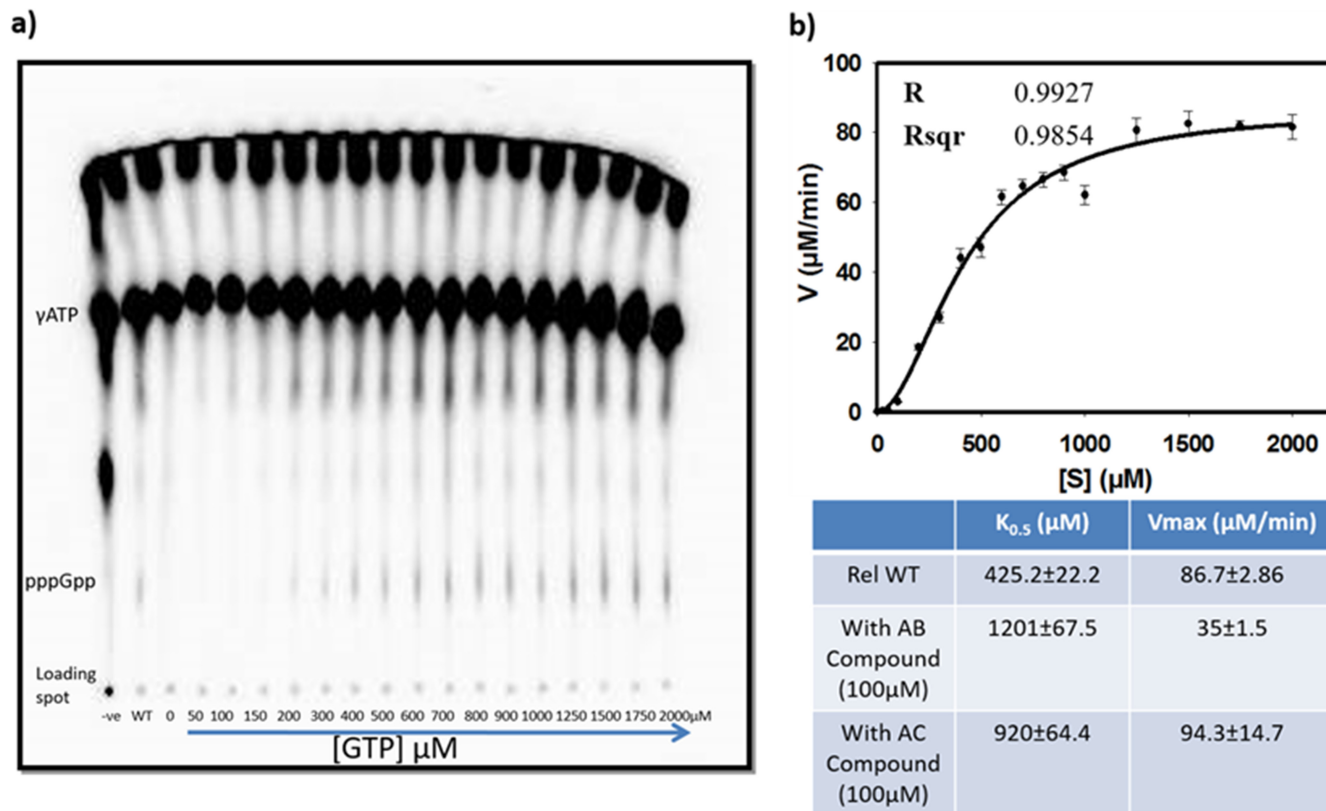 a)
γATP
pppGpp
Loading
spot
-ve WT 0 50 100 150 200 300 400 500 600 700 800 900 1000 1250 1500 1750 2000μM
[GTP] μM
b)
100
80
60
40
20
0
V (μM/min)
R 0.9927
Rsqr 0.9854
0 500 1000 1500 2000
[S] (μM)
K0.5 (μM) Vmax (μM/min)
Rel WT 425.2±22.2 86.7±2.86
With AB 1201±67.5 35±1.5
Compound
(100μM)
With AC 920±64.4 94.3±14.7
Compound
(100μM)